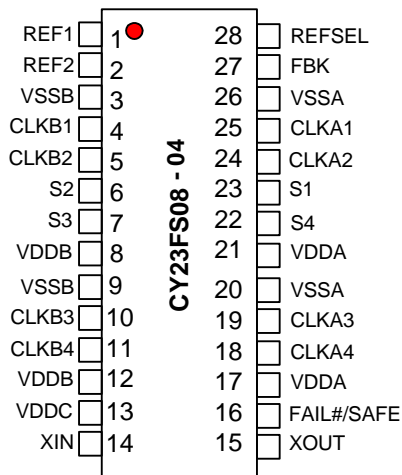 REF1 1 28 REFSEL
REF2 2 27 FBK
VSSB 3 26 VSSA
CLKB1 4 25 CLKA1
CLKB2 5 24 CLKA2
S2 6 23 S1
S3 7 22 S4
VDDB 8 21 VDDA
VSSB 9 20 VSSA
CLKB3 10 19 CLKA3
CLKB4 11 18 CLKA4
VDDB 12 17 VDDA
VDDC 13 16 FAIL#/SAFE
XIN 14 15 XOUT
CY23FS08 - 04